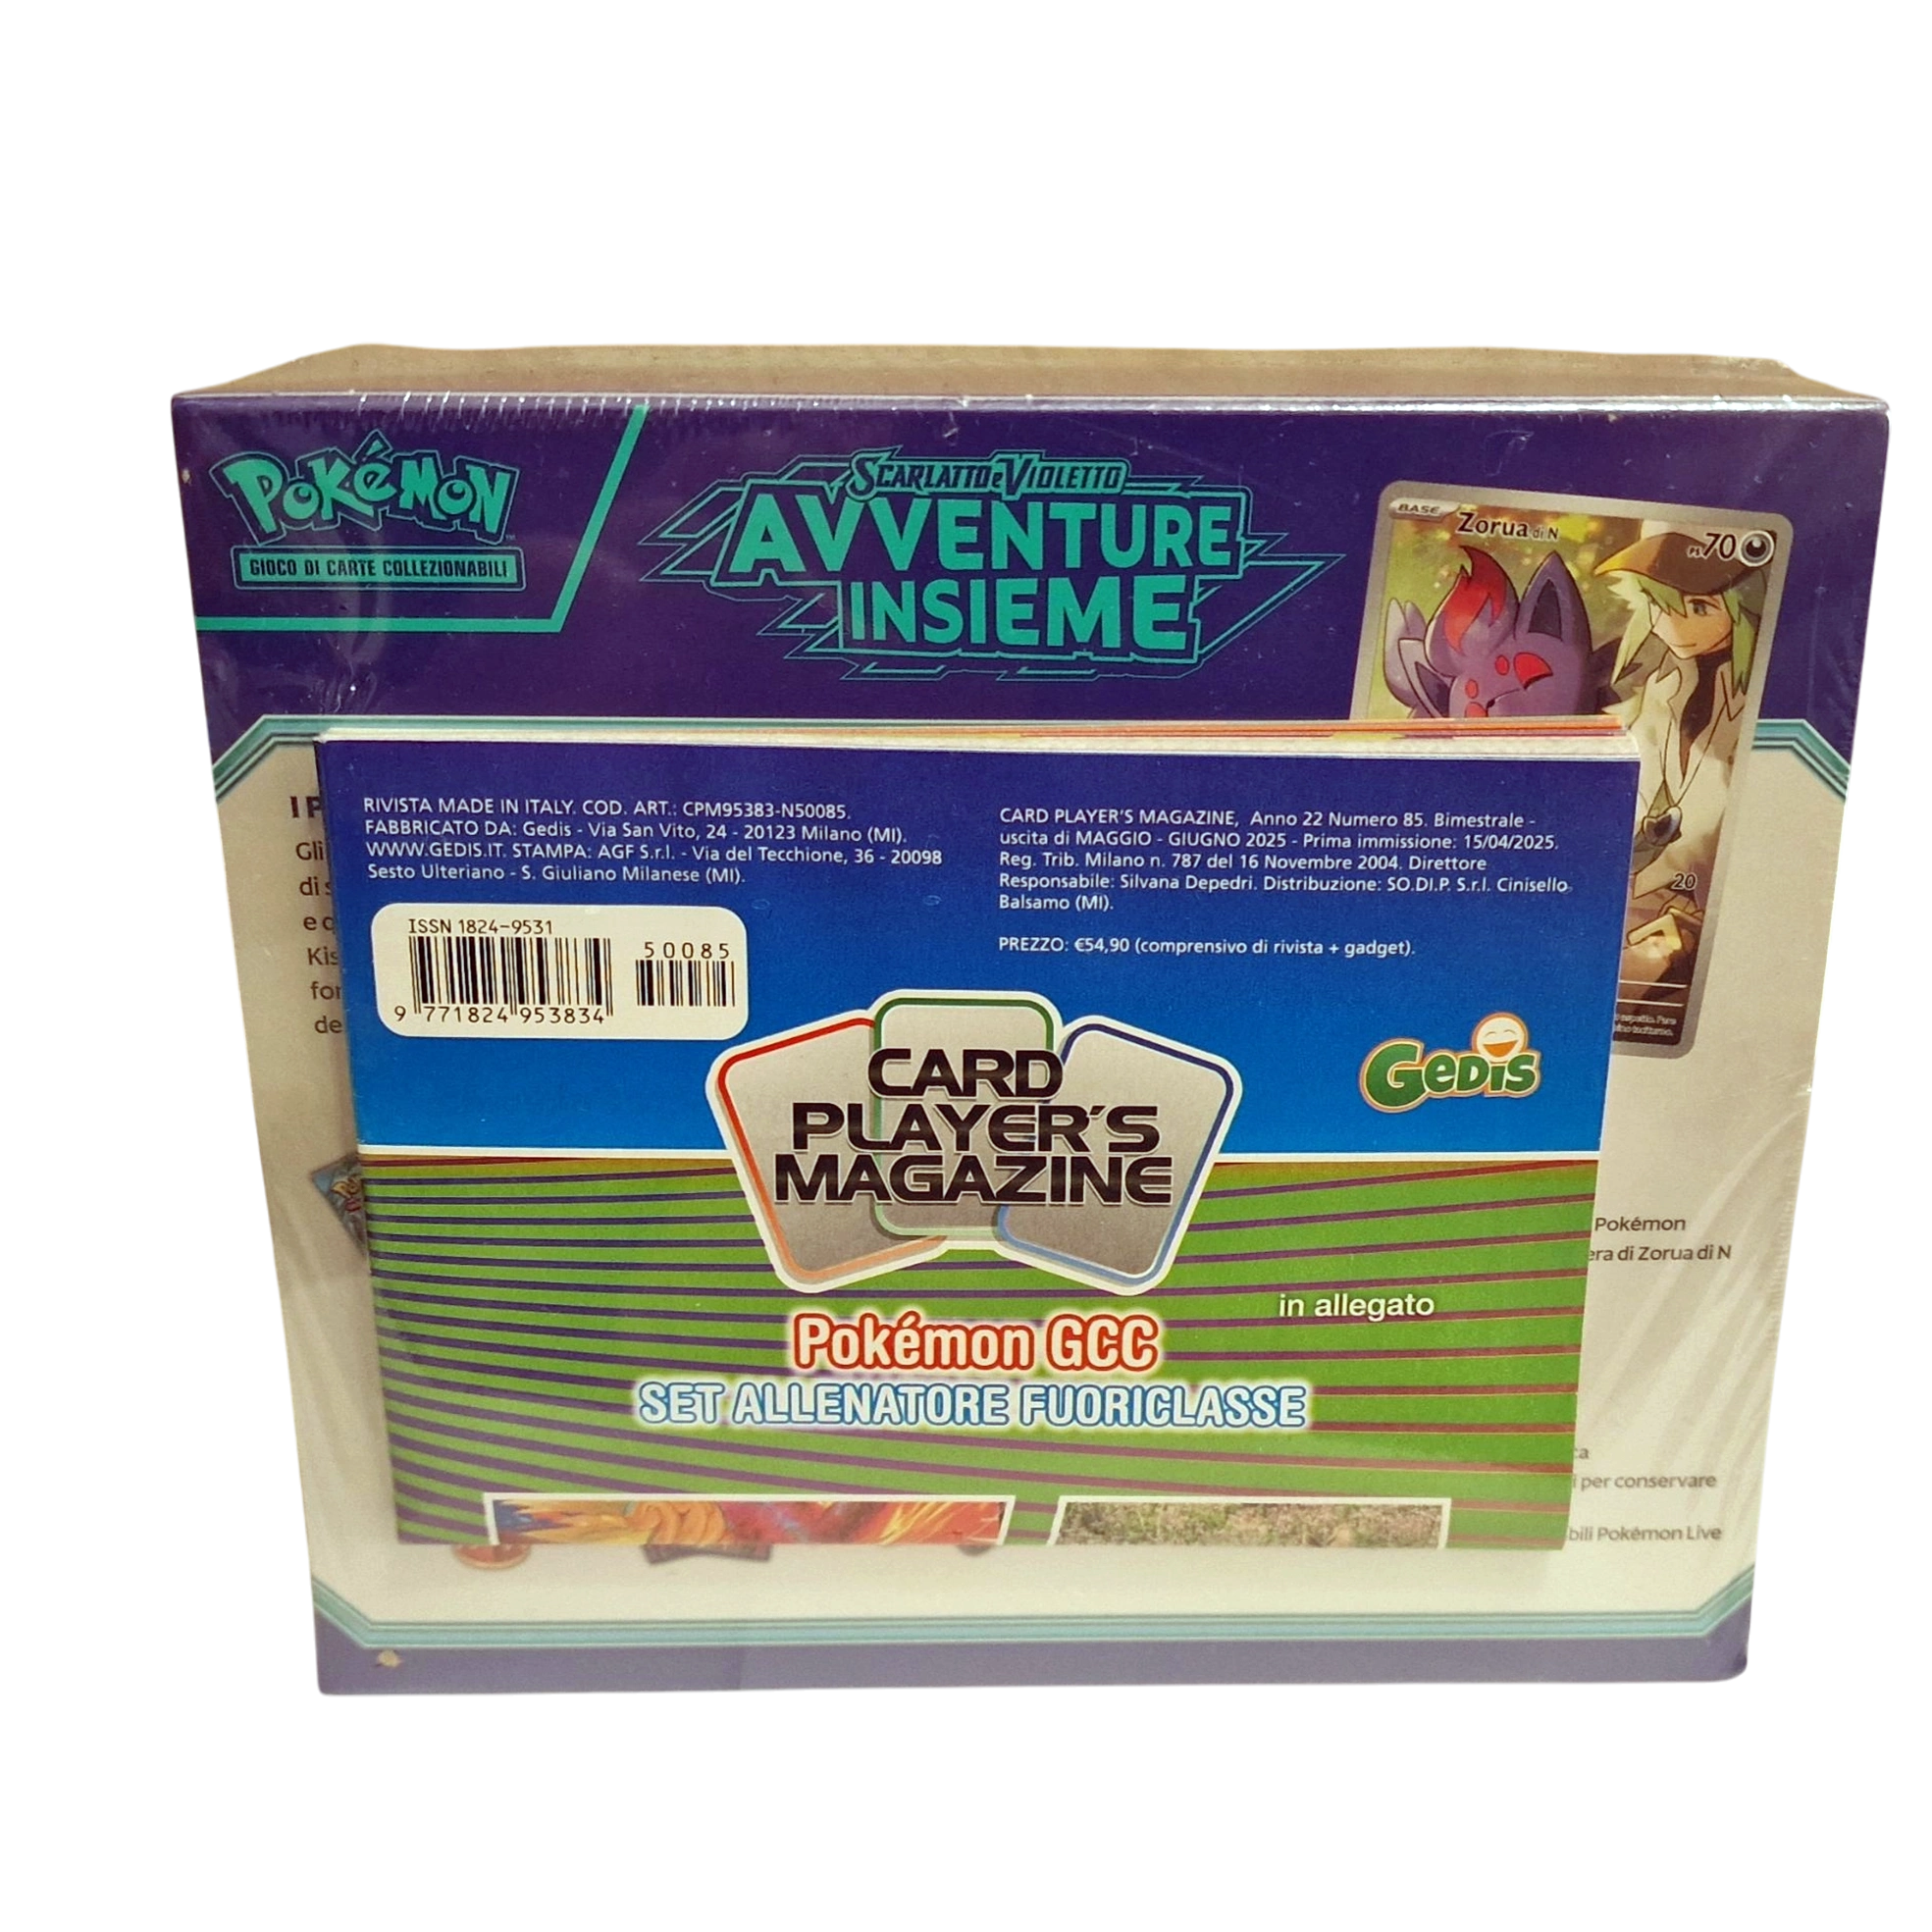 POKÉMON
GIOCO DI CARTE COLLEZIONABILI
SCARLATTO e VIOLETTO
AVVENTURE
INSIEME
BASE
Zorua di N
PS 70
20
RIVISTA MADE IN ITALY. COD. ART.: CPM95383-N50085.
FABBRICATO DA: Gedis - Via San Vito, 24 - 20123 Milano (MI).
WWW.GEDIS.IT. STAMPA: AGF S.r.l. - Via del Tecchione, 36 - 20098
Sesto Ulteriano - S. Giuliano Milanese (MI).
CARD PLAYER'S MAGAZINE, Anno 22 Numero 85. Bimestrale -
uscita di MAGGIO - GIUGNO 2025 - Prima immissione: 15/04/2025.
Reg. Trib. Milano n. 787 del 16 Novembre 2004. Direttore
Responsabile: Silvana Depedri. Distribuzione: SO.DI.P. S.r.l. Cinisello
Balsamo (MI).
PREZZO: €54,90 (comprensivo di rivista + gadget).
ISSN 1824-9531
50085
9 771824 953834
GEDIS
CARD
PLAYER'S
MAGAZINE
in allegato
Pokémon GCC
SET ALLENATORE FUORICLASSE
Gli
di
Pokémon
di Zorua di N
per conservare
Pokémon Live